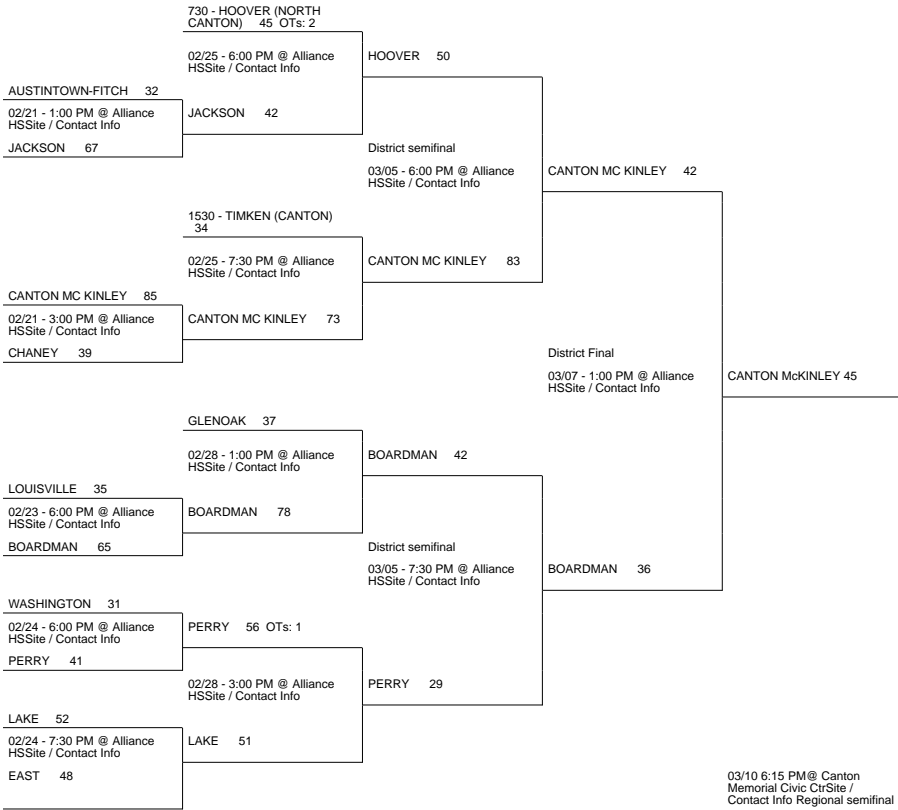 730 - HOOVER (NORTH
CANTON) 45 OTs: 2
02/25 - 6:00 PM @ Alliance
HSSite / Contact Info
HOOVER 50
AUSTINTOWN-FITCH 32
02/21 - 1:00 PM @ Alliance
HSSite / Contact Info
JACKSON 42
JACKSON 67
District semifinal
03/05 - 6:00 PM @ Alliance
HSSite / Contact Info
CANTON MC KINLEY 42
1530 - TIMKEN (CANTON)
34
02/25 - 7:30 PM @ Alliance
HSSite / Contact Info
CANTON MC KINLEY 83
CANTON MC KINLEY 85
02/21 - 3:00 PM @ Alliance
HSSite / Contact Info
CANTON MC KINLEY 73
CHANEY 39
District Final
03/07 - 1:00 PM @ Alliance
HSSite / Contact Info
CANTON McKINLEY 45
GLENOAK 37
02/28 - 1:00 PM @ Alliance
HSSite / Contact Info
BOARDMAN 42
LOUISVILLE 35
02/23 - 6:00 PM @ Alliance
HSSite / Contact Info
BOARDMAN 78
BOARDMAN 65
District semifinal
03/05 - 7:30 PM @ Alliance
HSSite / Contact Info
BOARDMAN 36
WASHINGTON 31
02/24 - 6:00 PM @ Alliance
HSSite / Contact Info
PERRY 56 OTs: 1
PERRY 41
02/28 - 3:00 PM @ Alliance
HSSite / Contact Info
PERRY 29
LAKE 52
02/24 - 7:30 PM @ Alliance
HSSite / Contact Info
LAKE 51
EAST 48
03/10 6:15 PM@ Canton
Memorial Civic CtrSite /
Contact Info Regional semifinal